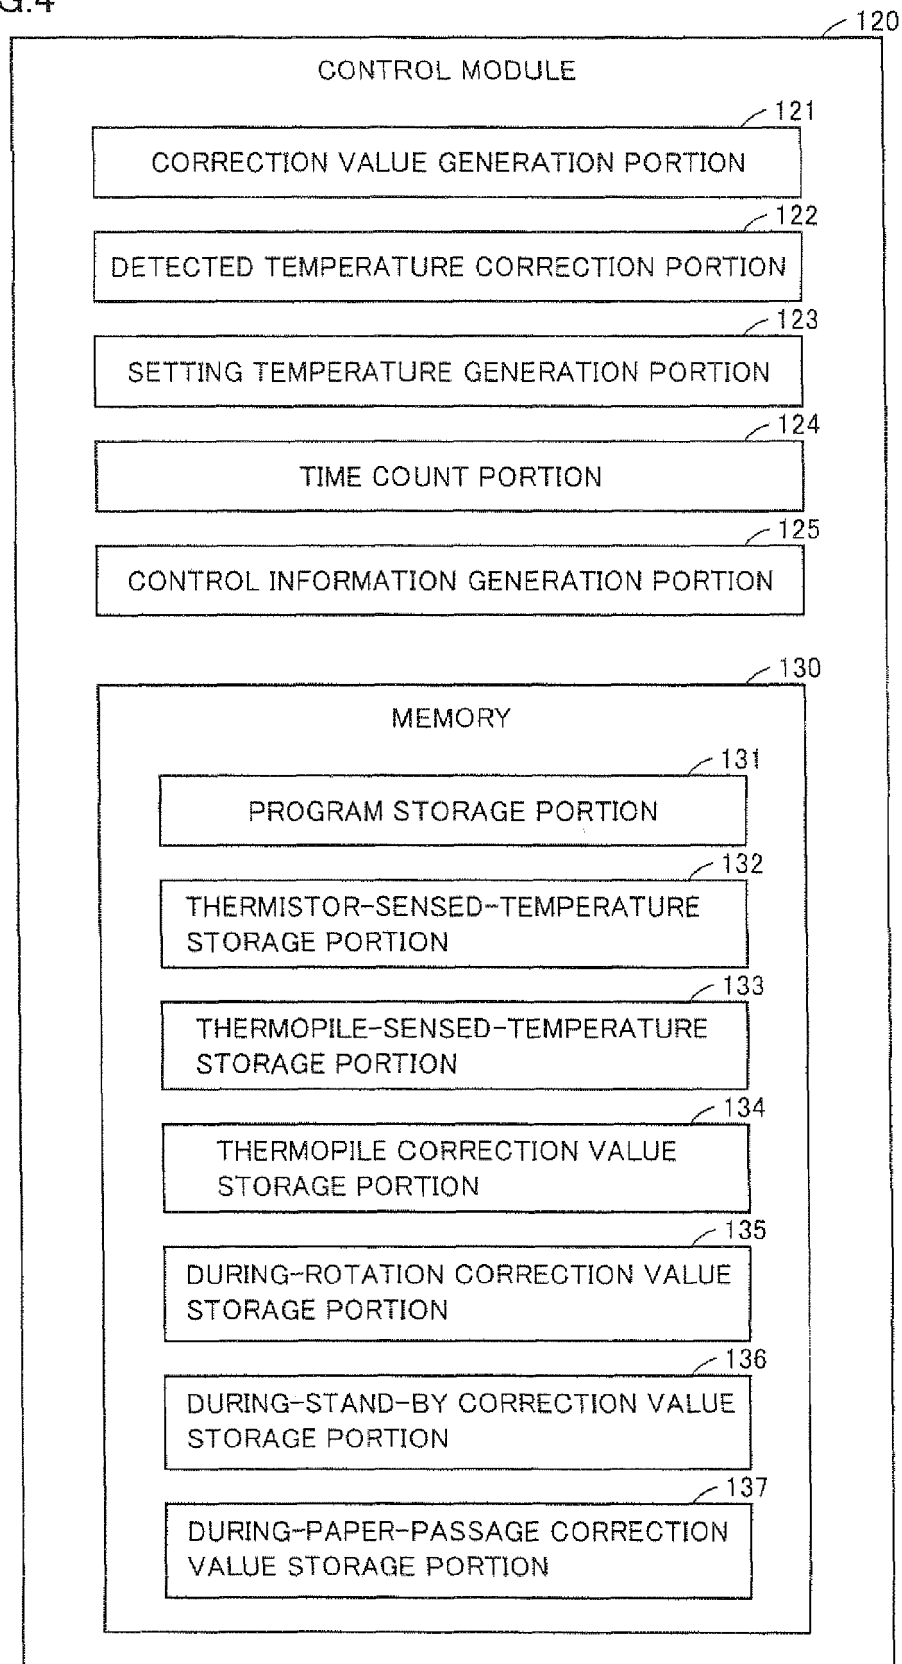 G.4
120
CONTROL MODULE
121
CORRECTION VALUE GENERATION PORTION
122
DETECTED TEMPERATURE CORRECTION PORTION
123
SETTING TEMPERATURE GENERATION PORTION
124
TIME COUNT PORTION
125
CONTROL INFORMATION GENERATION PORTION
130
MEMORY
131
PROGRAM STORAGE PORTION
132
THERMISTOR-SENSED-TEMPERATURE
STORAGE PORTION
133
THERMOPILE-SENSED-TEMPERATURE
STORAGE PORTION
134
THERMOPILE CORRECTION VALUE
STORAGE PORTION
135
DURING-ROTATION CORRECTION VALUE
STORAGE PORTION
136
DURING-STAND-BY CORRECTION VALUE
STORAGE PORTION
137
DURING-PAPER-PASSAGE CORRECTION
VALUE STORAGE PORTION